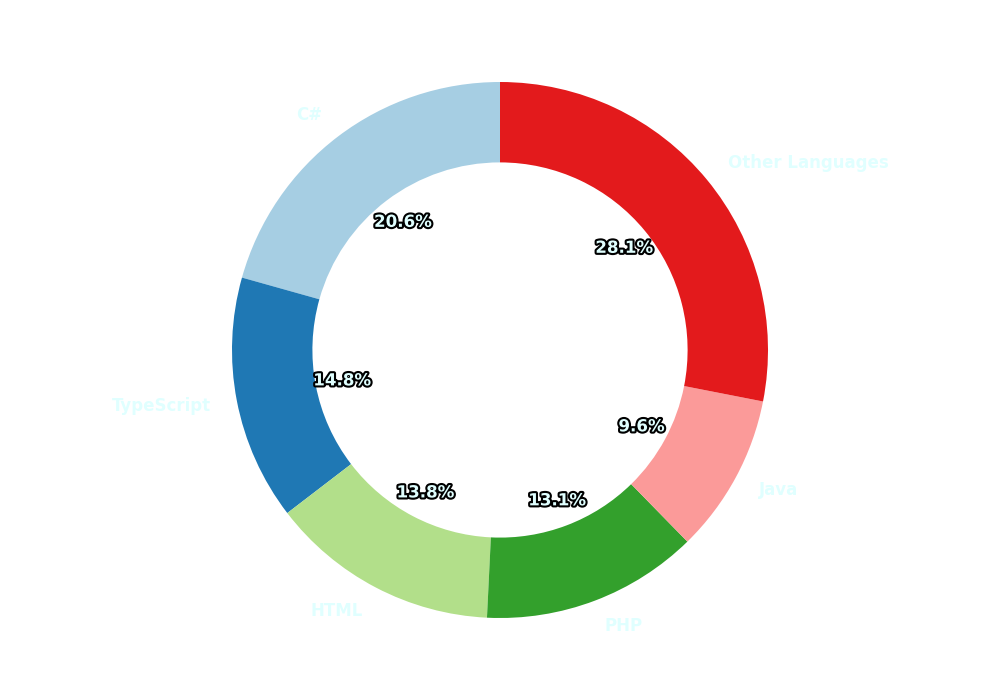 C#
Other Languages
20.6%
28.1%
14.8%
TypeScript
9.6%
Java
13.8%
13.1%
HTML
PHP